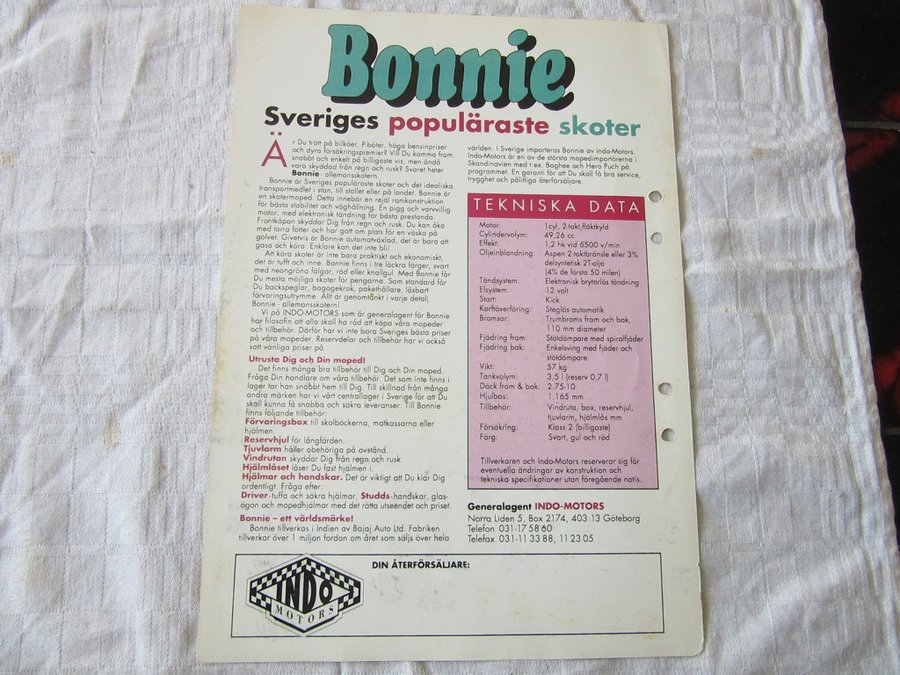 Bonnie
Sveriges populäraste skoter
Är Du trött på bilköer, P-böter, höga bensinpriser
och dyra försäkringspremier? Vill Du komma fram
snabbt och enkelt på billigaste vis, men ändå
vara skyddad från regn och rusk? Svaret heter
Bonnie - allemansskotern.
Bonnie är Sveriges populäraste skoter och det idealiska
transportmedlet i stan, till stallet eller på landet. Bonnie är
en skotermoped. Detta innebär en rejäl ramkonstruktion
för bästa stabilitet och väghållning. En pigg och varvvillig
motor, med elektronisk tändning för bästa prestanda.
Frontkåpan skyddar Dig från regn och rusk. Du kan åka
med torra fötter och har gott om plats för en väska på
golvet. Givetvis är Bonnie automatväxlad, det är bara att
gasa och köra. Enklare kan det inte bli!
Att köra skoter är inte bara praktiskt och ekonomiskt,
det är tufft och inne. Bonnie finns i tre läckra färger, svart
med neongröna fälgar, röd eller knallgul. Med Bonnie får
Du mesta möjliga skoter för pengarna. Som standard får
Du backspeglar, bagagekrok, pakethållare, låsbart
förvaringsutrymme. Allt är genomtänkt i varje detalj.
Bonnie - allemansskotern!
Vi på INDO-MOTORS som är generalagent för Bonnie
har filosofin att alla skall ha råd att köpa våra mopeder
och tillbehör. Därför har vi inte bara Sveriges bästa priser
på våra mopeder. Reservdelar och tillbehör har vi också
satt vänliga priser på.
Utrusta Dig och Din moped!
Det finns många bra tillbehör till Dig och Din moped.
Fråga Din handlare om våra tillbehör. Det som inte finns i
lager tar han snabbt hem till Dig. Till skillnad från många
andra märken har vi vårt centrallager i Sverige för att Du
skall kunna få snabba och säkra leveranser. Till Bonnie
finns följande tillbehör:
Förvaringsbox till skolböckerna, matkassarna eller
hjälmen.
Reservhjul för långfärden.
Tjuvlarm håller obehöriga på avstånd.
Vindrutan skyddar Dig från regn och rusk.
Hjälmlåset låser Du fast hjälmen i.
Hjälmar och handskar. Det är viktigt att Du klär Dig
ordentligt. Fråga efter:
Driver-tuffa och säkra hjälmar, Studds-handskar, glas-
ögon och mopedhjälmar med det rätta utseendet och priset.
Bonnie – ett världsmärke!
Bonnie tillverkas i Indien av Bajaj Auto Ltd. Fabriken
tillverkar över 1 miljon fordon om året som säljs över hela
världen. I Sverige importeras Bonnie av Indo-Motors.
Indo-Motors är en av de största mopedimportörerna i
Skandinavien med t ex. Baghee och Hero Puch på
programmet. En garanti för att Du skall få bra service,
trygghet och pålitliga återförsäljare.
TEKNISKA DATA
Motor: 1cyl, 2-takt,fläktkyld
Cylindervolym: 49,26 cc
Effekt: 1,2 hk vid 6500 v/min
Oljeinblandning: Aspen 2-taktbränsle eller 3%
delsyntetisk 2T-olja
(4% de första 50 milen)
Tändsystem: Elektronisk brytarlös tändning
Elsystem: 12 volt
Start: Kick
Kraftöverföring: Steglös automatik
Bromsar: Trumbroms fram och bak,
110 mm diameter
Fjädring fram: Stötdämpare med spiralfjäder
Fjädring bak: Enkelsving med fjäder och
stötdämpare.
Vikt: 57 kg
Tankvolym: 3,5 l (reserv 0,7 l)
Däck fram & bak: 2.75-10
Hjulbas: 1.165 mm
Tillbehör: Vindruta, box, reservhjul,
tjuvlarm, hjälmlås mm
Försäkring: Klass 2 (billigaste)
Färg: Svart, gul och röd
Tillverkaren och Indo-Motors reserverar sig för
eventuella ändringar av konstruktion och
tekniska specifikationer utan föregående notis.
Generalagent INDO-MOTORS
Norra Liden 5, Box 2174, 403 13 Göteborg
Telefon 031-17 58 60
Telefax 031-11 33 88, 11 23 05
DIN ÅTERFÖRSÄLJARE:
INDO
MOTORS